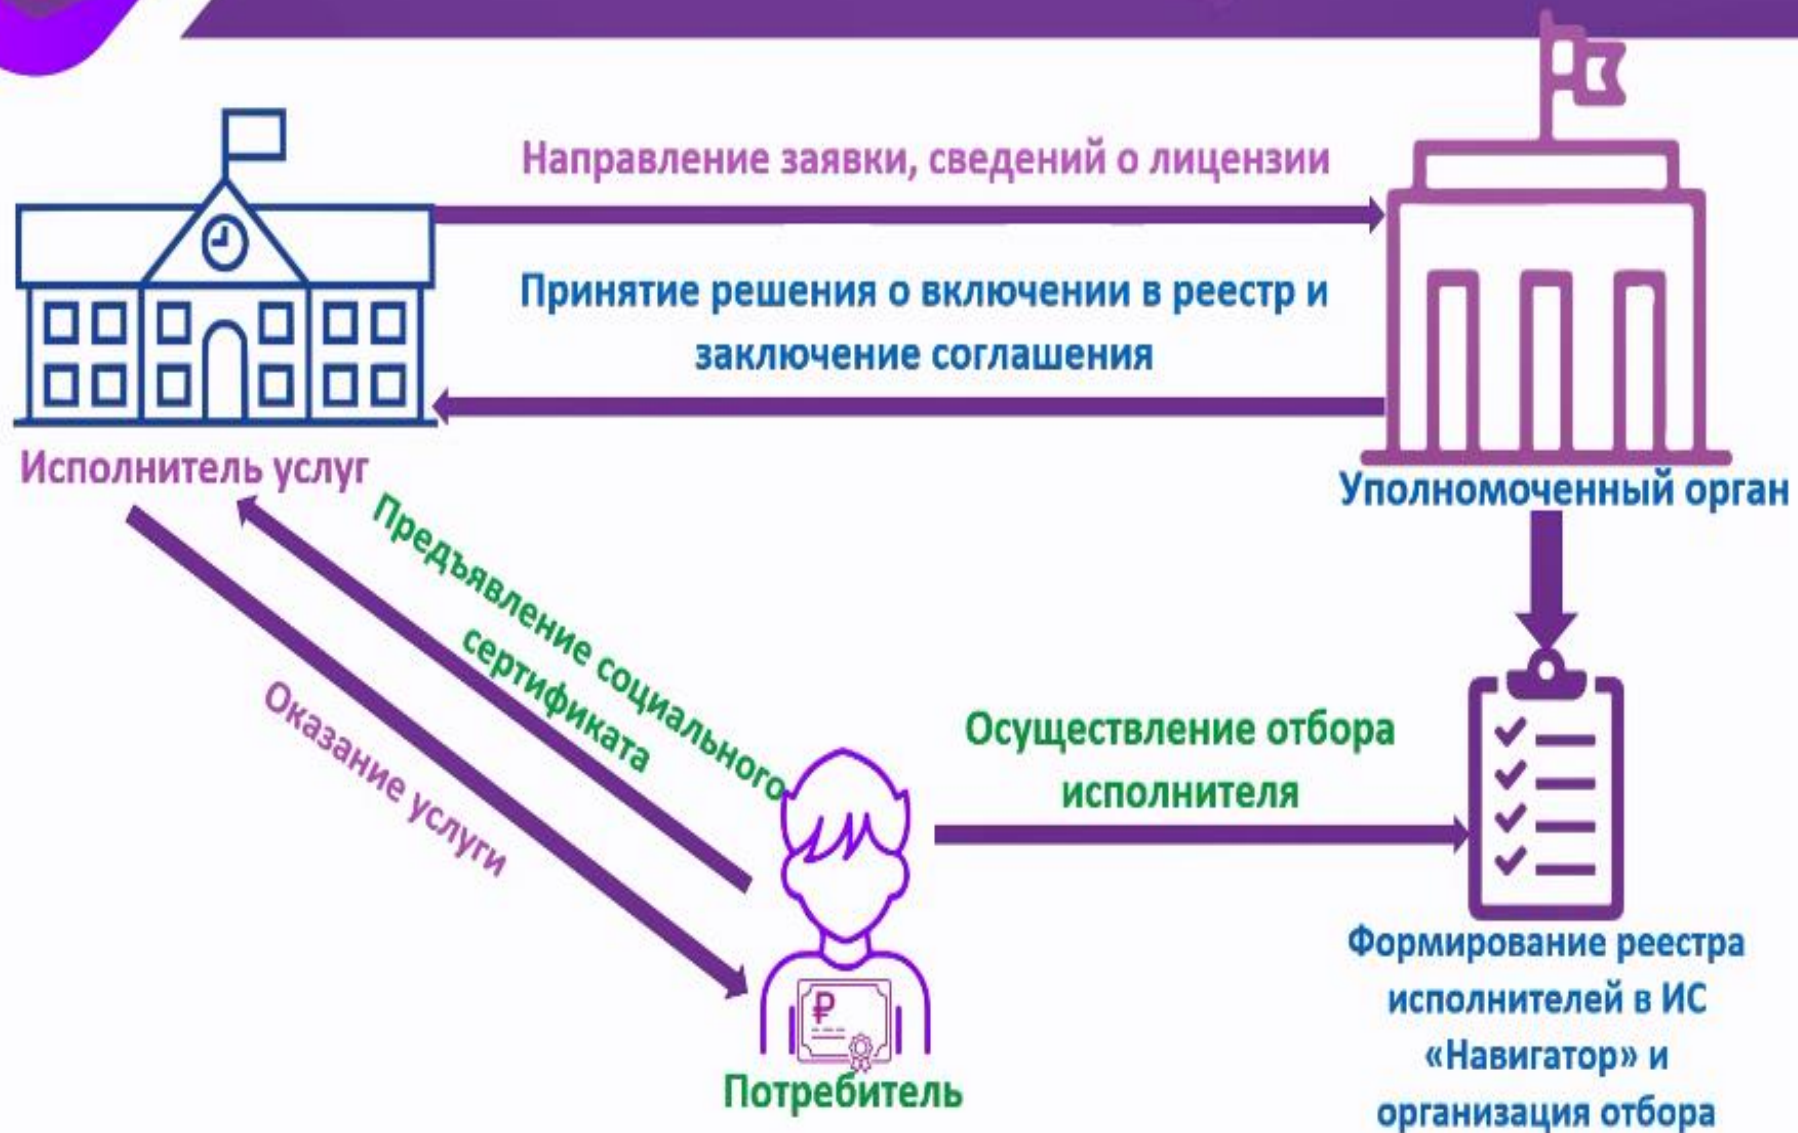 Направление заявки, сведений о лицензии
Принятие решения о включении в реестр и
заключение соглашения
Исполнитель услуг
Уполномоченный орган
Предъявление социального
сертификата
Оказание услуги
Осуществление отбора
исполнителя
Потребитель
Формирование реестра
исполнителей в ИС
«Навигатор» и
организация отбора